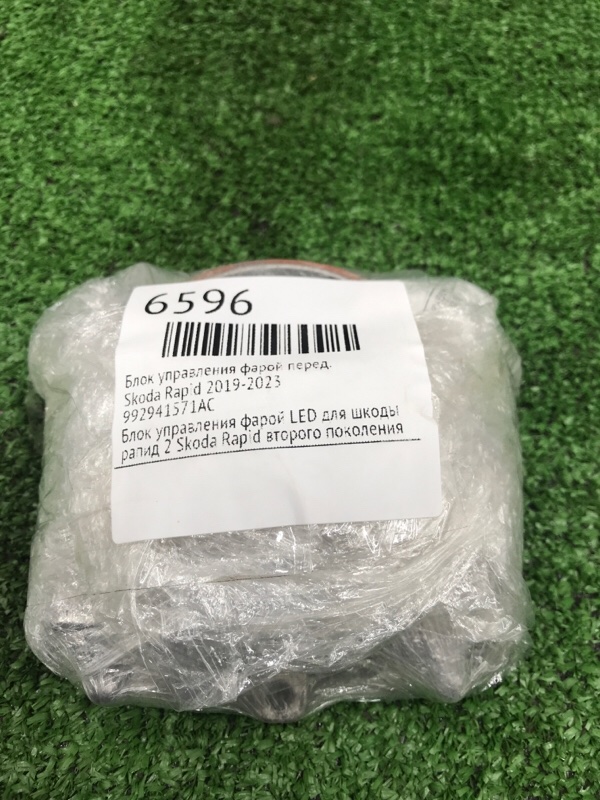 6596
Блок управления фарой перед.
Skoda Rapid 2019-2023
992941571AC
Блок управления фарой LED для шкоды
рапид 2 Skoda Rapid второго поколения